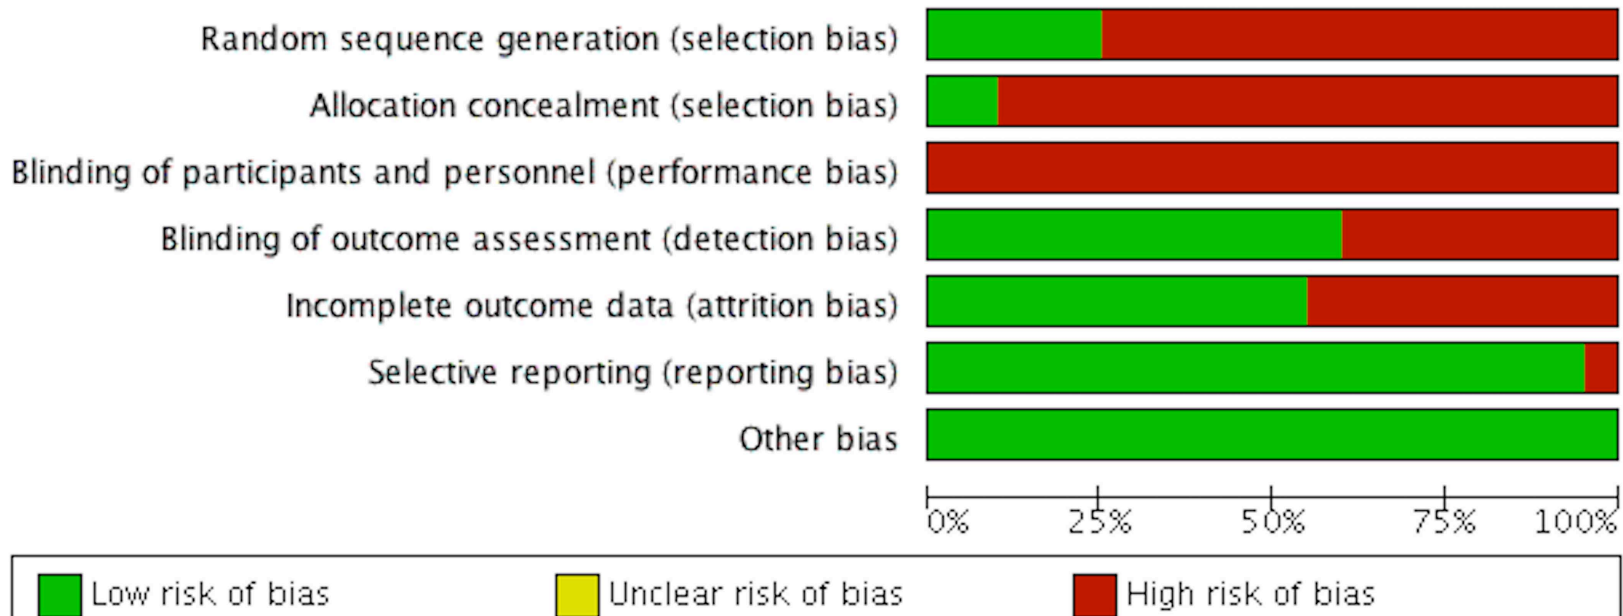 Random sequence generation (selection bias)
Allocation concealment (selection bias)
Blinding of participants and personnel (performance bias)
Blinding of outcome assessment (detection bias)
Incomplete outcome data (attrition bias)
Selective reporting (reporting bias)
Other bias
0% 25% 50% 75% 100%
Low risk of bias Unclear risk of bias High risk of bias